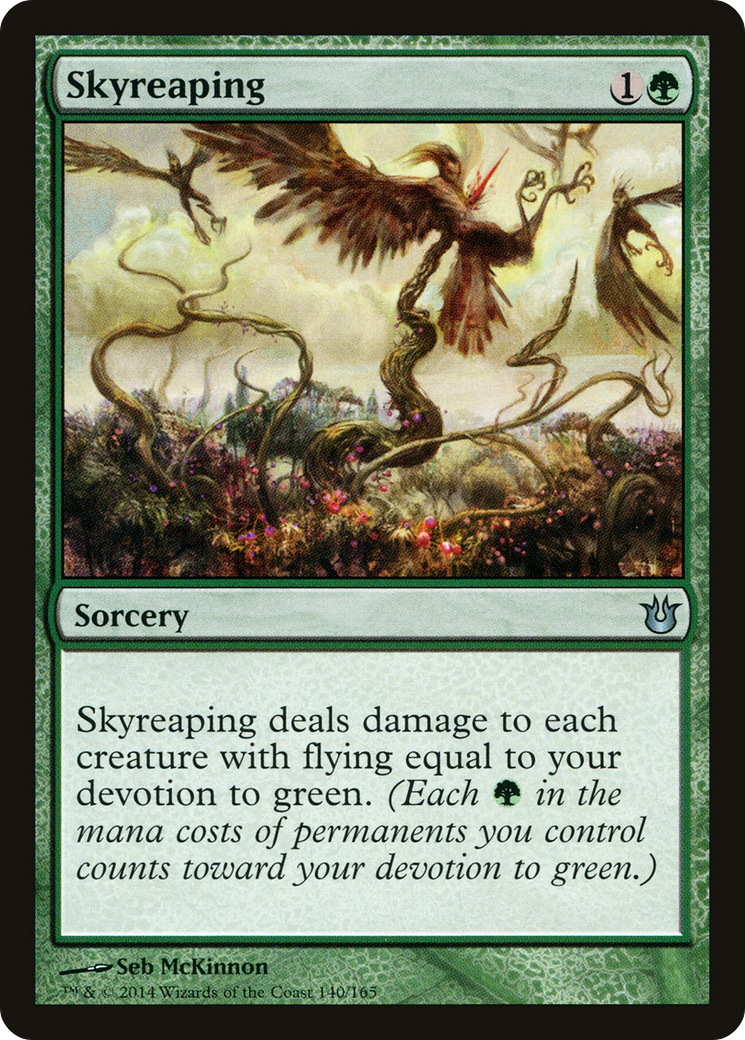 Skyreaping 1
Sorcery
Skyreaping deals damage to each
creature with flying equal to your
devotion to green. (Each in the
mana costs of permanents you control
counts toward your devotion to green.)
Seb McKinnon
™ & © 2014 Wizards of the Coast 140/165